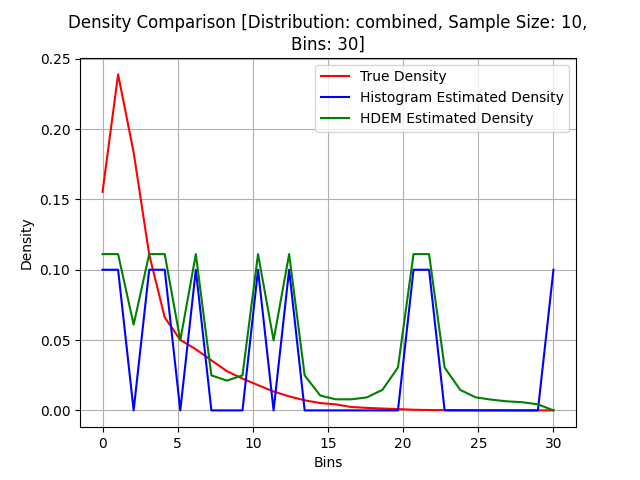 Density Comparison [Distribution: combined, Sample Size: 10,
Bins: 30]
True Density
Histogram Estimated Density
HDEM Estimated Density
Density
0.25
0.20
0.15
0.10
0.05
0.00
0 5 10 15 20 25 30
Bins